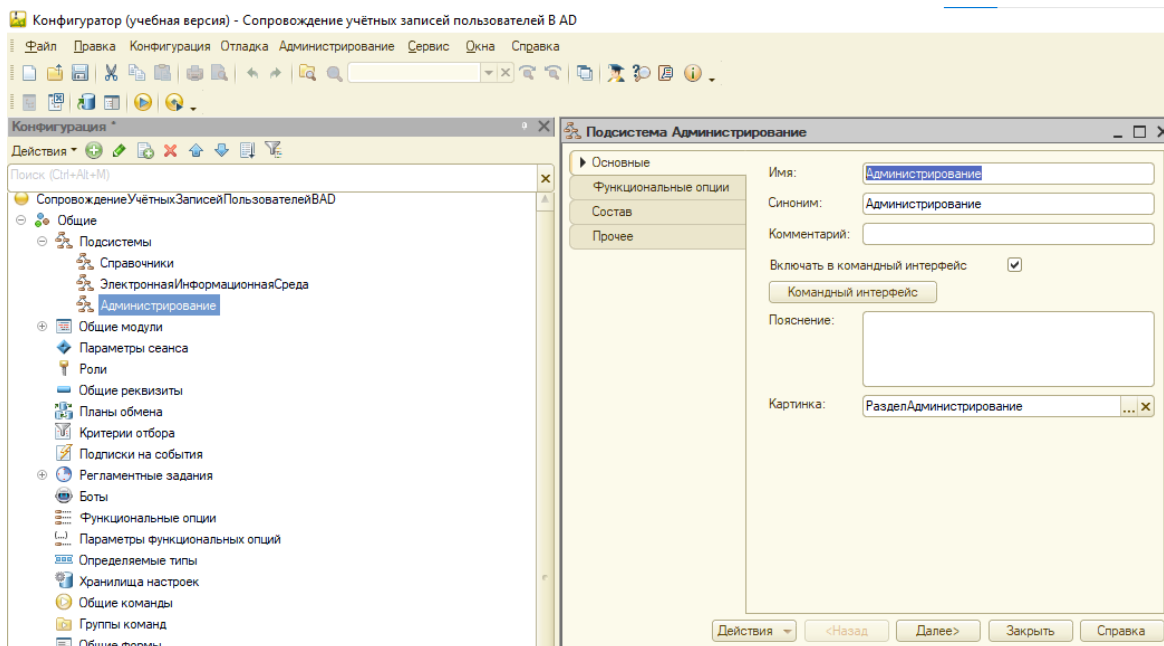 Конфигуратор (учебная версия) - Сопровождение учётных записей пользователей В AD
Файл Правка Конфигурация Отладка Администрирование Сервис Окна Справка
Конфигурация *
Действия
Поиск (Ctrl+Alt+M)
СопровождениеУчётныхЗаписейПользователейВAD
Общие
Подсистемы
Справочники
ЭлектроннаяИнформационнаяСреда
Администрирование
Общие модули
Параметры сеанса
Роли
Общие реквизиты
Планы обмена
Критерии отбора
Подписки на события
Регламентные задания
Боты
Функциональные опции
Параметры функциональных опций
Определяемые типы
Хранилища настроек
Общие команды
Группы команд
Общие формы
Подсистема Администрирование
Основные
Функциональные опции
Состав
Прочее
Имя: Администрирование
Синоним: Администрирование
Комментарий:
Включать в командный интерфейс
Командный интерфейс
Пояснение:
Картинка: РазделАдминистрирование ...
Действия <Назад Далее> Закрыть Справка